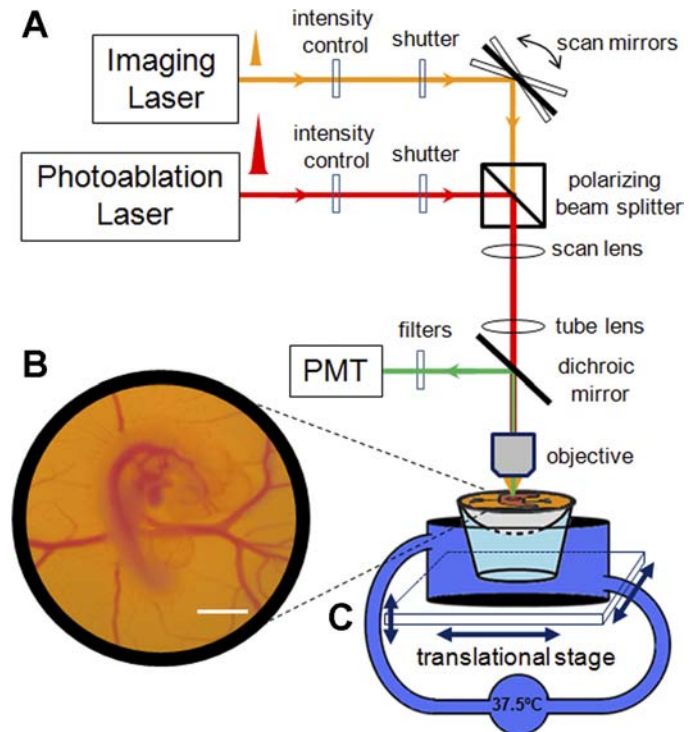 A
Imaging
Laser
intensity
control
shutter
scan mirrors
Photoablation
Laser
intensity
control
shutter
polarizing
beam splitter
scan lens
tube lens
filters
PMT
dichroic
mirror
B
objective
C
translational stage
37.5ºC